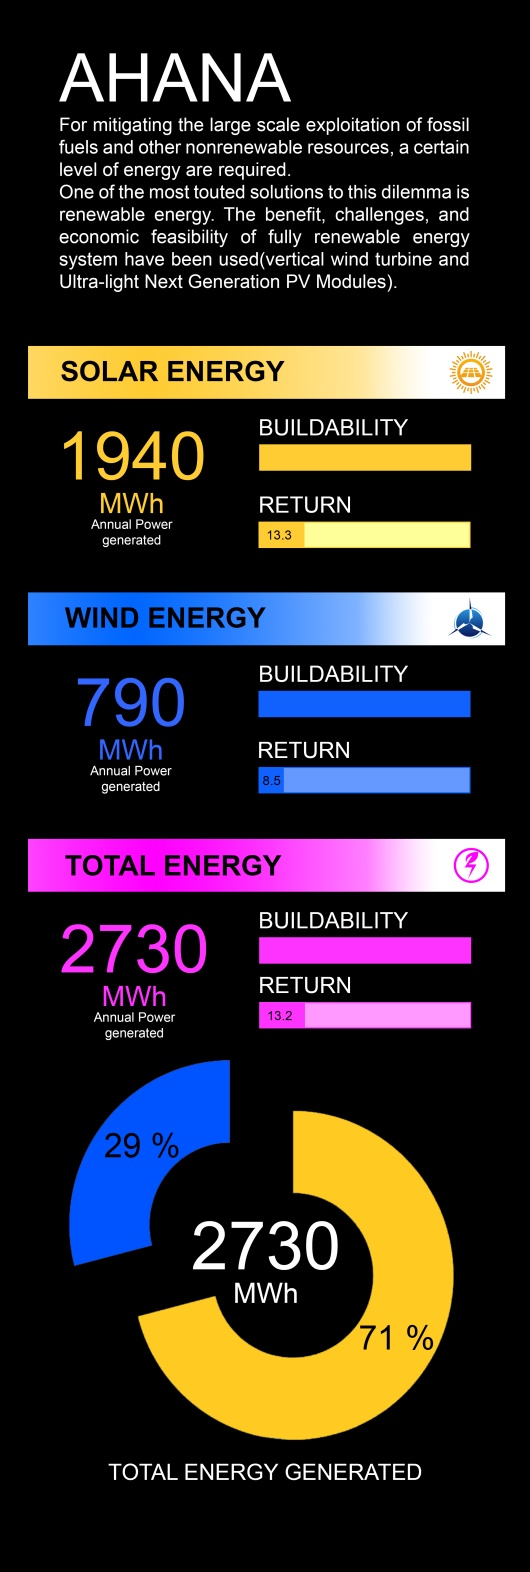 AHANA
For mitigating the large scale exploitation of fossil
fuels and other nonrenewable resources, a certain
level of energy are required.
One of the most touted solutions to this dilemma is
renewable energy. The benefit, challenges, and
economic feasibility of fully renewable energy
system have been used(vertical wind turbine and
Ultra-light Next Generation PV Modules).
SOLAR ENERGY
1940
MWh
Annual Power
generated
BUILDABILITY
RETURN
13.3
WIND ENERGY
790
MWh
Annual Power
generated
BUILDABILITY
RETURN
8.5
TOTAL ENERGY
2730
MWh
Annual Power
generated
BUILDABILITY
RETURN
13.2
29 %
2730
MWh
71 %
TOTAL ENERGY GENERATED